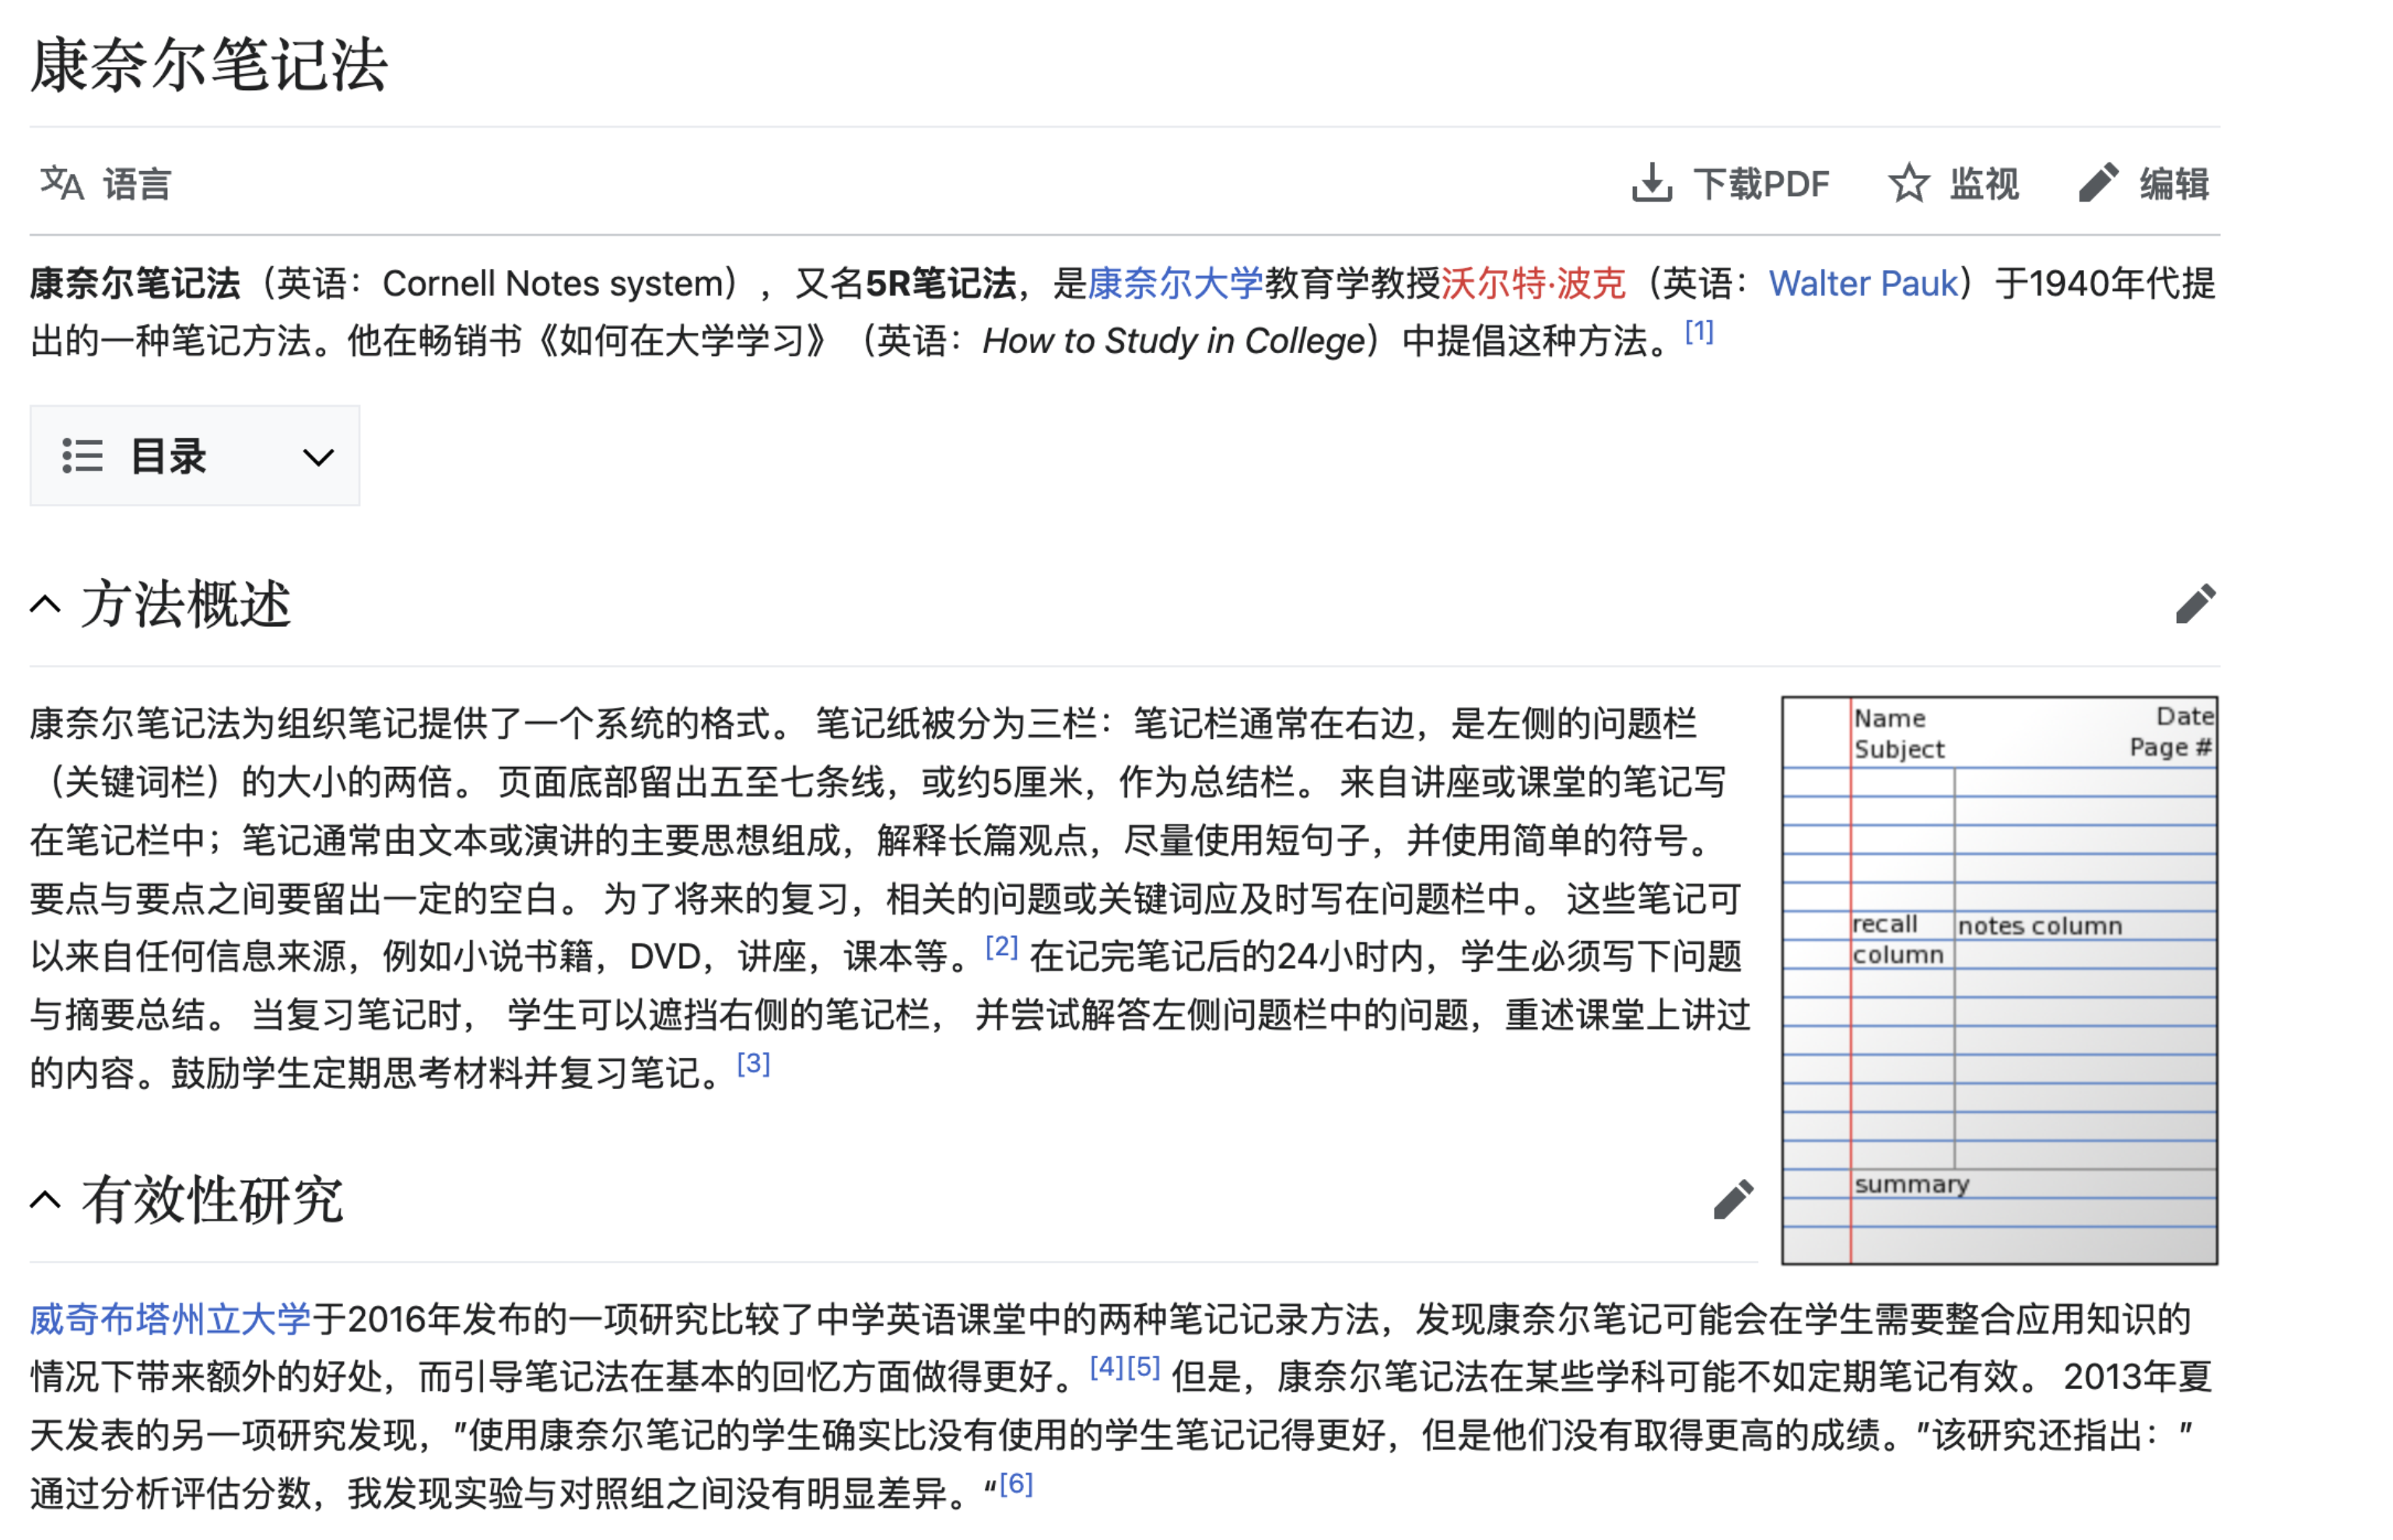 康奈尔笔记法
语言
下载PDF 监视 编辑
康奈尔笔记法（英语：Cornell Notes system），又名5R笔记法，是康奈尔大学教育学教授沃尔特·波克（英语：Walter Pauk）于1940年代提
出的一种笔记方法。他在畅销书《如何在大学学习》（英语：How to Study in College）中提倡这种方法。[1]
目录
方法概述
康奈尔笔记法为组织笔记提供了一个系统的格式。 笔记纸被分为三栏：笔记栏通常在右边，是左侧的问题栏
（关键词栏）的大小的两倍。 页面底部留出五至七条线，或约5厘米，作为总结栏。 来自讲座或课堂的笔记写
在笔记栏中；笔记通常由文本或演讲的主要思想组成，解释长篇观点，尽量使用短句子，并使用简单的符号。
要点与要点之间要留出一定的空白。 为了将来的复习，相关的问题或关键词应及时写在问题栏中。 这些笔记可
以来自任何信息来源，例如小说书籍，DVD，讲座，课本等。[2] 在记完笔记后的24小时内，学生必须写下问题
与摘要总结。 当复习笔记时， 学生可以遮挡右侧的笔记栏， 并尝试解答左侧问题栏中的问题，重述课堂上讲过
的内容。鼓励学生定期思考材料并复习笔记。[3]
Name Date
Subject Page #
recall notes column
column
summary
有效性研究
威奇布塔州立大学于2016年发布的一项研究比较了中学英语课堂中的两种笔记记录方法，发现康奈尔笔记可能会在学生需要整合应用知识的
情况下带来额外的好处，而引导笔记法在基本的回忆方面做得更好。[4][5] 但是，康奈尔笔记法在某些学科可能不如定期笔记有效。 2013年夏
天发表的另一项研究发现，"使用康奈尔笔记的学生确实比没有使用的学生笔记记得更好，但是他们没有取得更高的成绩。"该研究还指出："
通过分析评估分数，我发现实验与对照组之间没有明显差异。“[6]